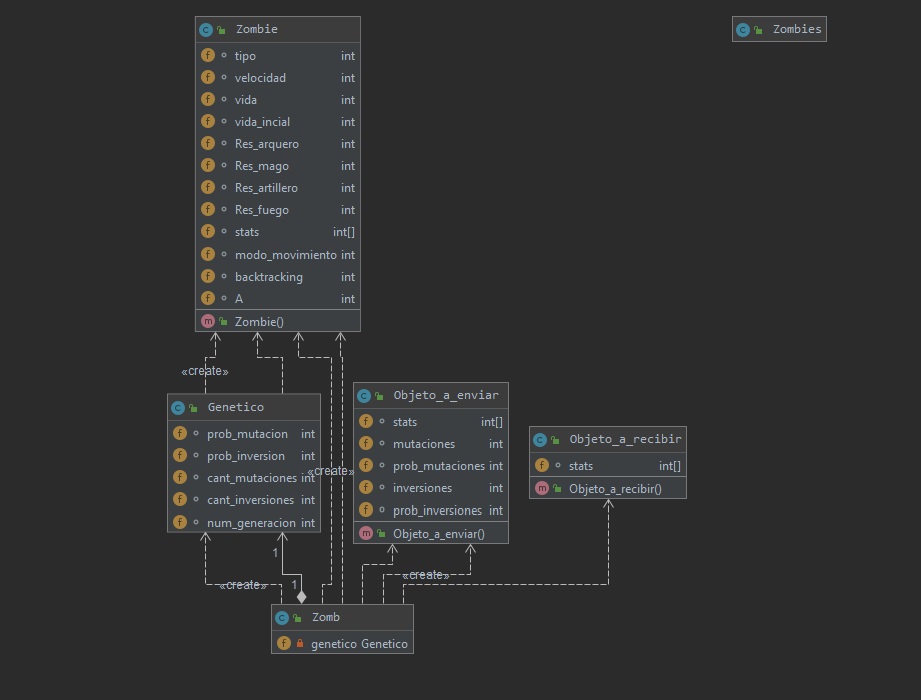 Zombie
tipo int
velocidad int
vida int
vida_incial int
Res_arquero int
Res_mago int
Res_artillero int
Res_fuego int
stats int[]
modo_movimiento int
backtracking int
A int
Zombie()
Zombies
«create»
Genetico
prob_mutacion int
prob_inversion int
cant_mutaciones int
cant_inversiones int
num_generacion int
«create»
Objeto_a_enviar
stats int[]
mutaciones int
prob_mutaciones int
inversiones int
prob_inversiones int
Objeto_a_enviar()
Objeto_a_recibir
stats int[]
Objeto_a_recibir()
1
«create»
1
«create»
Zomb
genetico Genetico